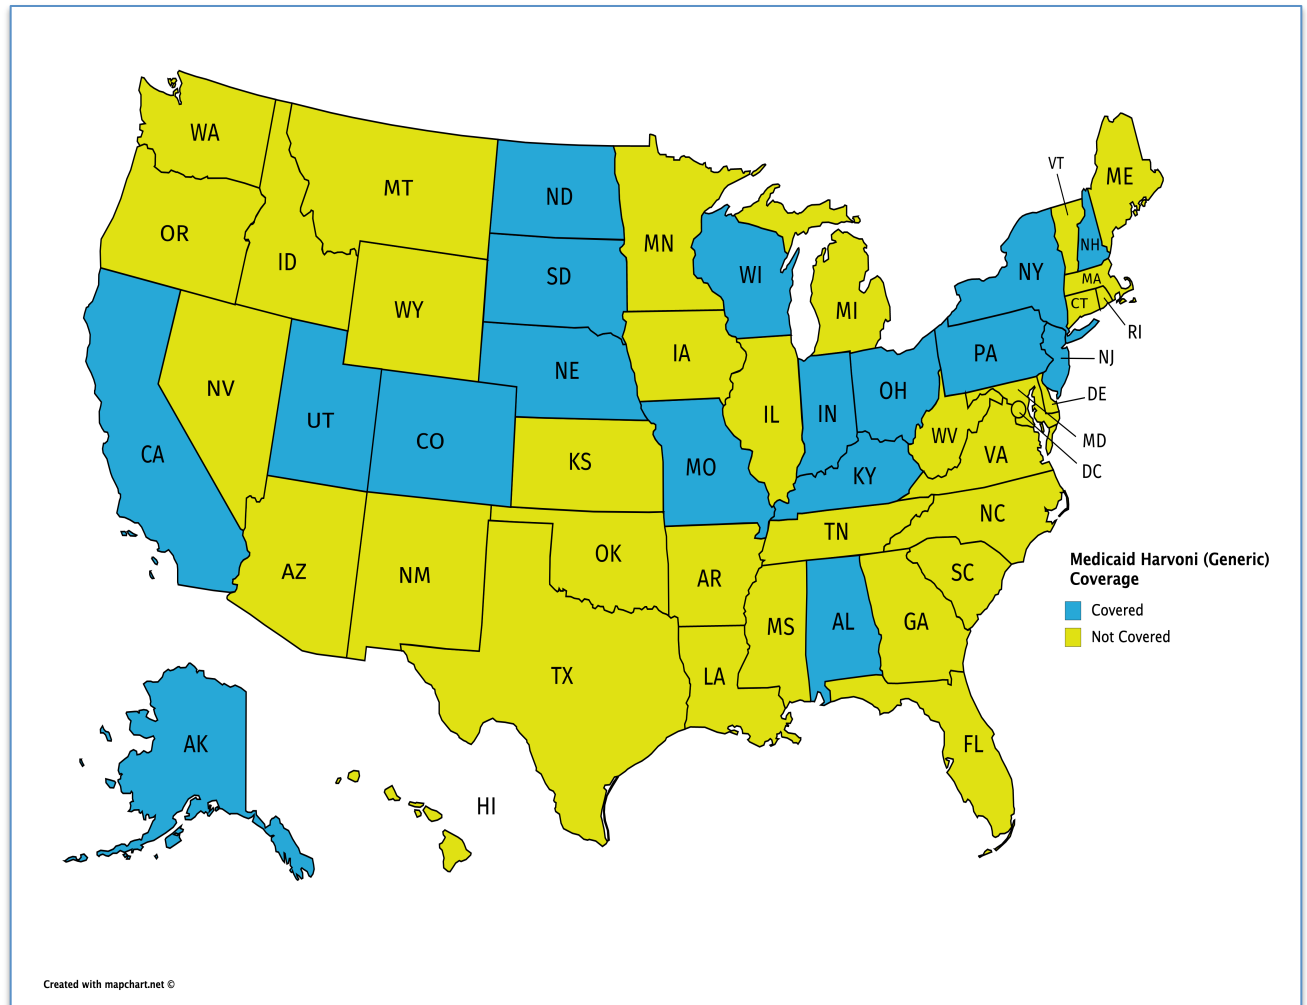 WA
MT
ND
MN
VT
ME
OR
ID
SD
WI
NY
NH
MA
CT
RI
WY
MI
IA
NE
PA
NJ
NV
UT
CO
IL
IN
OH
DE
CA
KS
MO
KY
WV
VA
MD
DC
AZ
NM
OK
AR
TN
NC
SC
MS
AL
GA
TX
LA
FL
AK
HI
Medicaid Harvoni (Generic)
Coverage
Covered
Not Covered
Created with mapchart.net ©